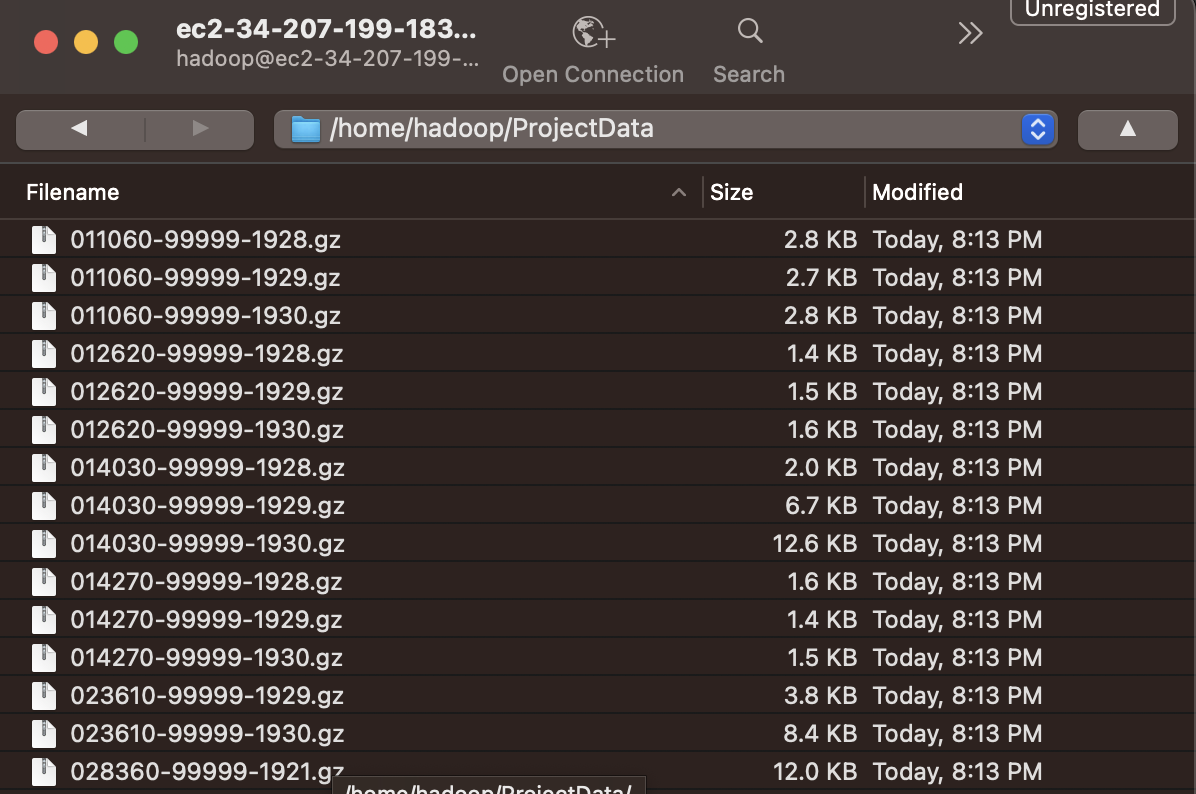 ec2-34-207-199-183...
hadoop@ec2-34-207-199-...
Open Connection
Search
Unregistered
/home/hadoop/ProjectData
Filename Size Modified
011060-99999-1928.gz 2.8 KB Today, 8:13 PM
011060-99999-1929.gz 2.7 KB Today, 8:13 PM
011060-99999-1930.gz 2.8 KB Today, 8:13 PM
012620-99999-1928.gz 1.4 KB Today, 8:13 PM
012620-99999-1929.gz 1.5 KB Today, 8:13 PM
012620-99999-1930.gz 1.6 KB Today, 8:13 PM
014030-99999-1928.gz 2.0 KB Today, 8:13 PM
014030-99999-1929.gz 6.7 KB Today, 8:13 PM
014030-99999-1930.gz 12.6 KB Today, 8:13 PM
014270-99999-1928.gz 1.6 KB Today, 8:13 PM
014270-99999-1929.gz 1.4 KB Today, 8:13 PM
014270-99999-1930.gz 1.5 KB Today, 8:13 PM
023610-99999-1929.gz 3.8 KB Today, 8:13 PM
023610-99999-1930.gz 8.4 KB Today, 8:13 PM
028360-99999-1921.gz 12.0 KB Today, 8:13 PM
/home/hadoop/ProjectData/